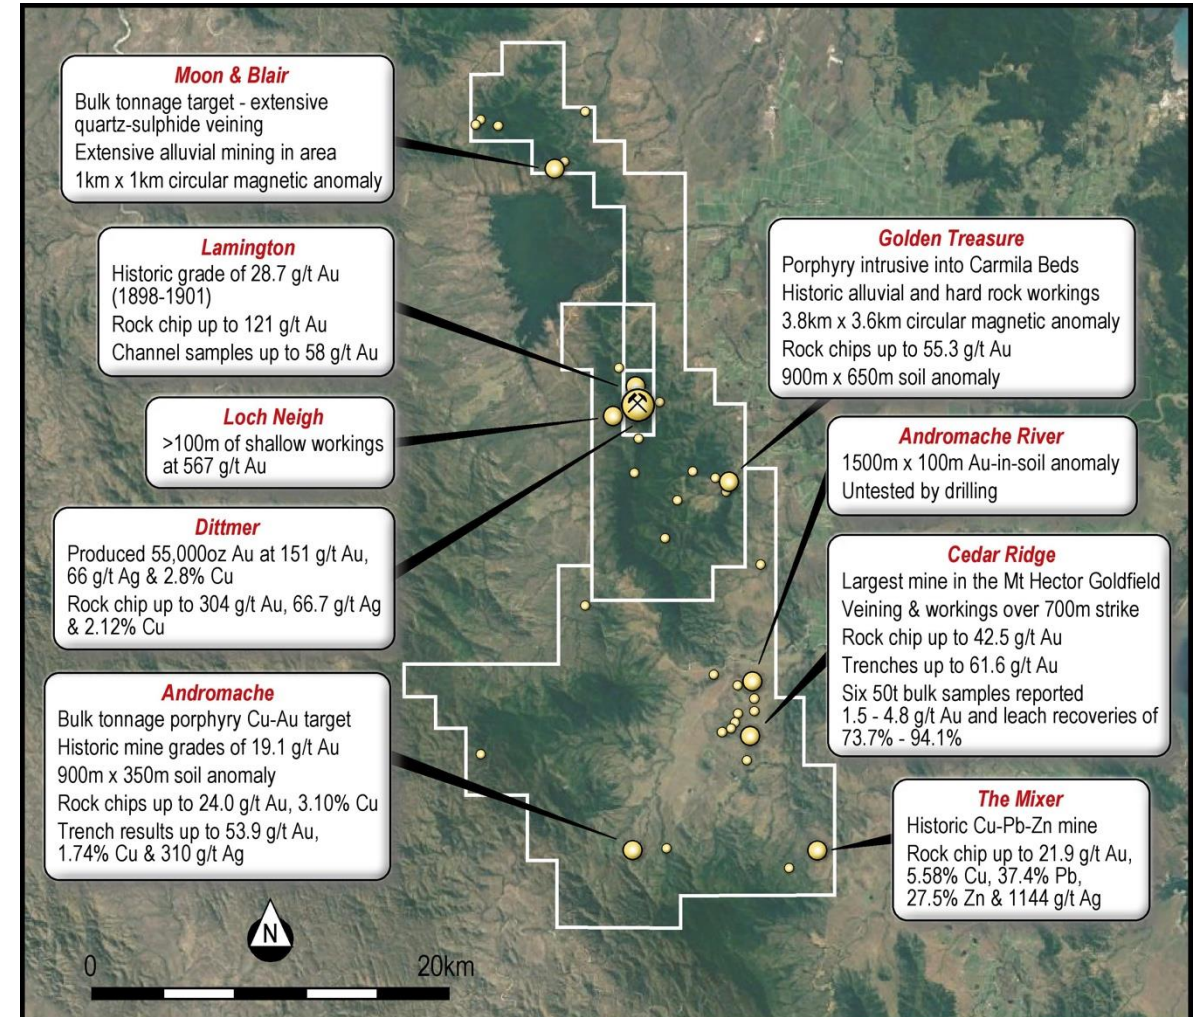 Moon & Blair
Bulk tonnage target - extensive
quartz-sulphide veining
Extensive alluvial mining in area
1km x 1km circular magnetic anomaly
Lamington
Historic grade of 28.7 g/t Au
(1898-1901)
Rock chip up to 121 g/t Au
Channel samples up to 58 g/t Au
Loch Neigh
>100m of shallow workings
at 567 g/t Au
Dittmer
Produced 55,000oz Au at 151 g/t Au,
66 g/t Ag & 2.8% Cu
Rock chip up to 304 g/t Au, 66.7 g/t Ag
& 2.12% Cu
Andromache
Bulk tonnage porphyry Cu-Au target
Historic mine grades of 19.1 g/t Au
900m x 350m soil anomaly
Rock chips up to 24.0 g/t Au, 3.10% Cu
Trench results up to 53.9 g/t Au,
1.74% Cu & 310 g/t Ag
Golden Treasure
Porphyry intrusive into Carmila Beds
Historic alluvial and hard rock workings
3.8km x 3.6km circular magnetic anomaly
Rock chips up to 55.3 g/t Au
900m x 650m soil anomaly
Andromache River
1500m x 100m Au-in-soil anomaly
Untested by drilling
Cedar Ridge
Largest mine in the Mt Hector Goldfield
Veining & workings over 700m strike
Rock chip up to 42.5 g/t Au
Trenches up to 61.6 g/t Au
Six 50t bulk samples reported
1.5 - 4.8 g/t Au and leach recoveries of
73.7% - 94.1%
The Mixer
Historic Cu-Pb-Zn mine
Rock chip up to 21.9 g/t Au,
5.58% Cu, 37.4% Pb,
27.5% Zn & 1144 g/t Ag
N
0 20km